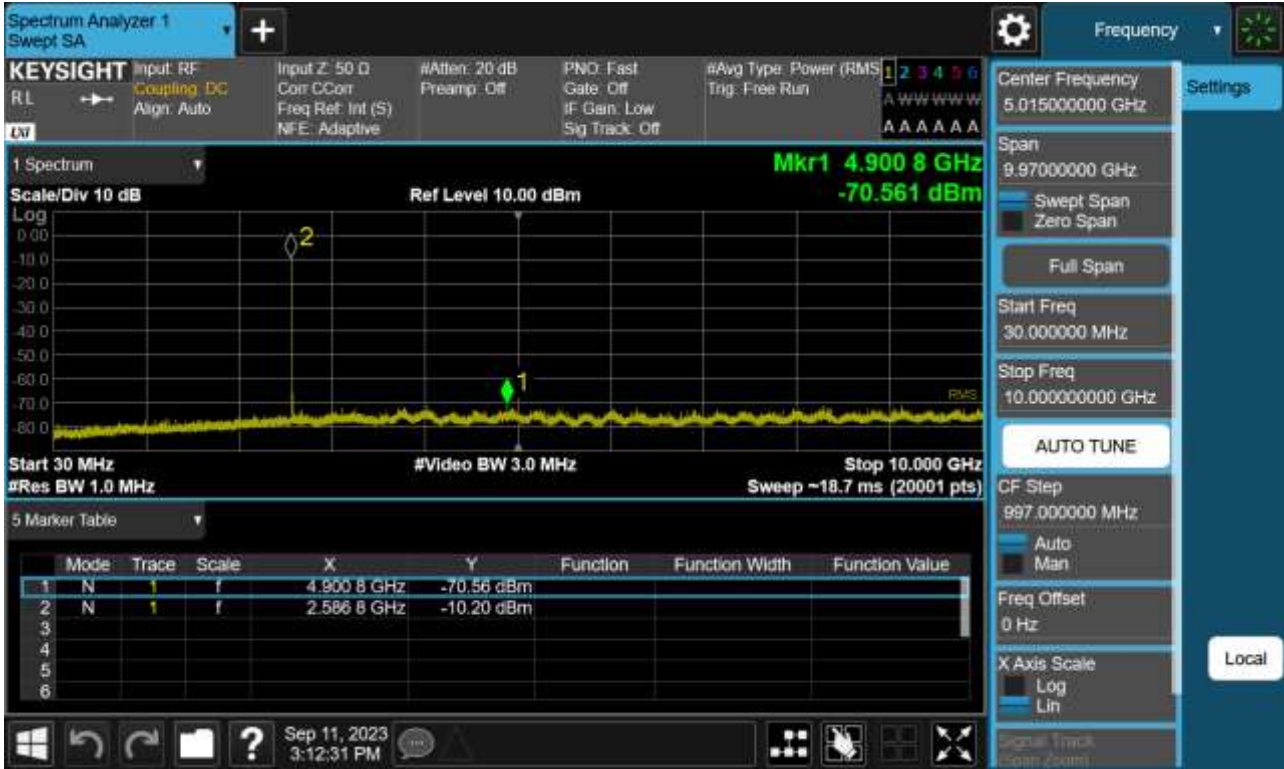 Spectrum Analyzer 1
Swept SA
+
Frequency
KEYSIGHT
RL
LXI
Input: RF
Coupling: DC
Align: Auto
Input Z: 50 Ω
Corr CCorr
Freq Ref: Int (S)
NFE: Adaptive
#Atten: 20 dB
Preamp: Off
PNO: Fast
Gate: Off
IF Gain: Low
Sig Track: Off
#Avg Type: Power (RMS
Trig: Free Run
1 2 3 4 5 6
A W W W W W
A A A A A A
1 Spectrum
Scale/Div 10 dB
Ref Level 10.00 dBm
Mkr1 4.900 8 GHz
-70.561 dBm
Log
0.00
-10.0
-20.0
-30.0
-40.0
-50.0
-60.0
-70.0
-80.0
2
1
RMS
Start 30 MHz
#Video BW 3.0 MHz
Stop 10.000 GHz
#Res BW 1.0 MHz
Sweep ~18.7 ms (20001 pts)
5 Marker Table
Mode Trace Scale X Y Function Function Width Function Value
1 N 1 f 4.900 8 GHz -70.56 dBm
2 N 1 f 2.586 8 GHz -10.20 dBm
3
4
5
6
Sep 11, 2023
3:12:31 PM
?
Center Frequency
5.015000000 GHz
Settings
Span
9.97000000 GHz
Swept Span
Zero Span
Full Span
Start Freq
30.000000 MHz
Stop Freq
10.000000000 GHz
AUTO TUNE
CF Step
997.000000 MHz
Auto
Man
Freq Offset
0 Hz
X Axis Scale
Log
Lin
Local
Signal Track
(Span Zoom)